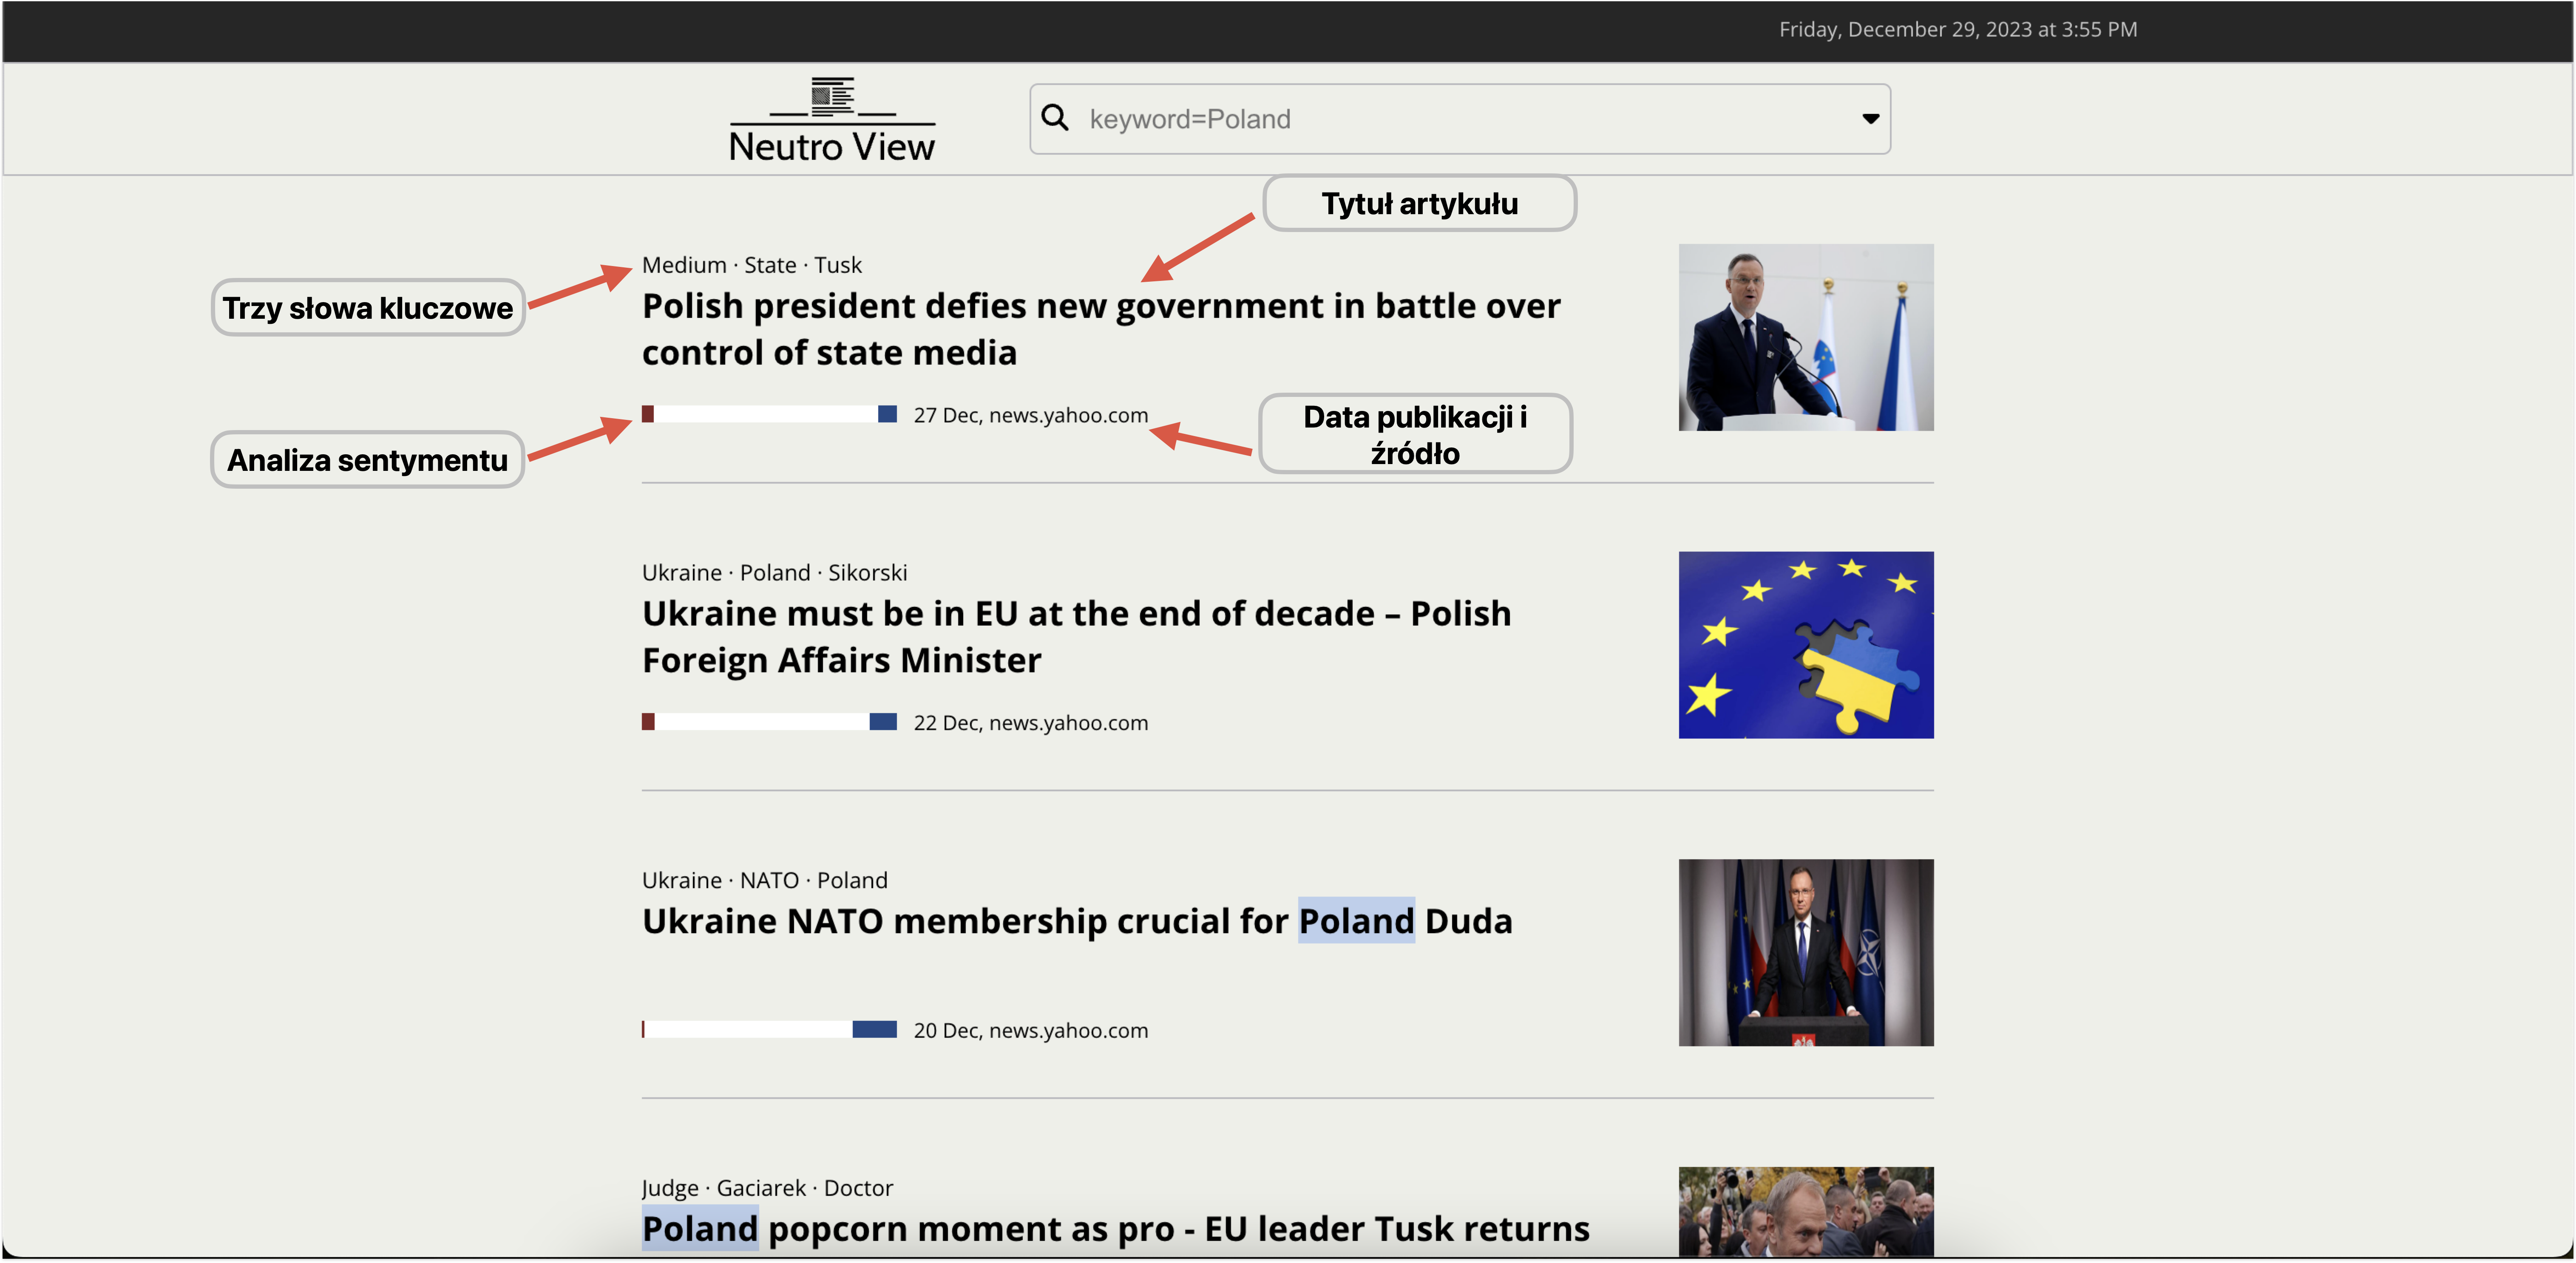 Friday, December 29, 2023 at 3:55 PM
Neutro View
keyword=Poland
Tytuł artykułu
Medium · State · Tusk
Trzy słowa kluczowe
Polish president defies new government in battle over
control of state media
27 Dec, news.yahoo.com
Data publikacji i
źródło
Analiza sentymentu
Ukraine · Poland · Sikorski
Ukraine must be in EU at the end of decade – Polish
Foreign Affairs Minister
22 Dec, news.yahoo.com
Ukraine · NATO · Poland
Ukraine NATO membership crucial for Poland Duda
20 Dec, news.yahoo.com
Judge · Gaciarek · Doctor
Poland popcorn moment as pro - EU leader Tusk returns